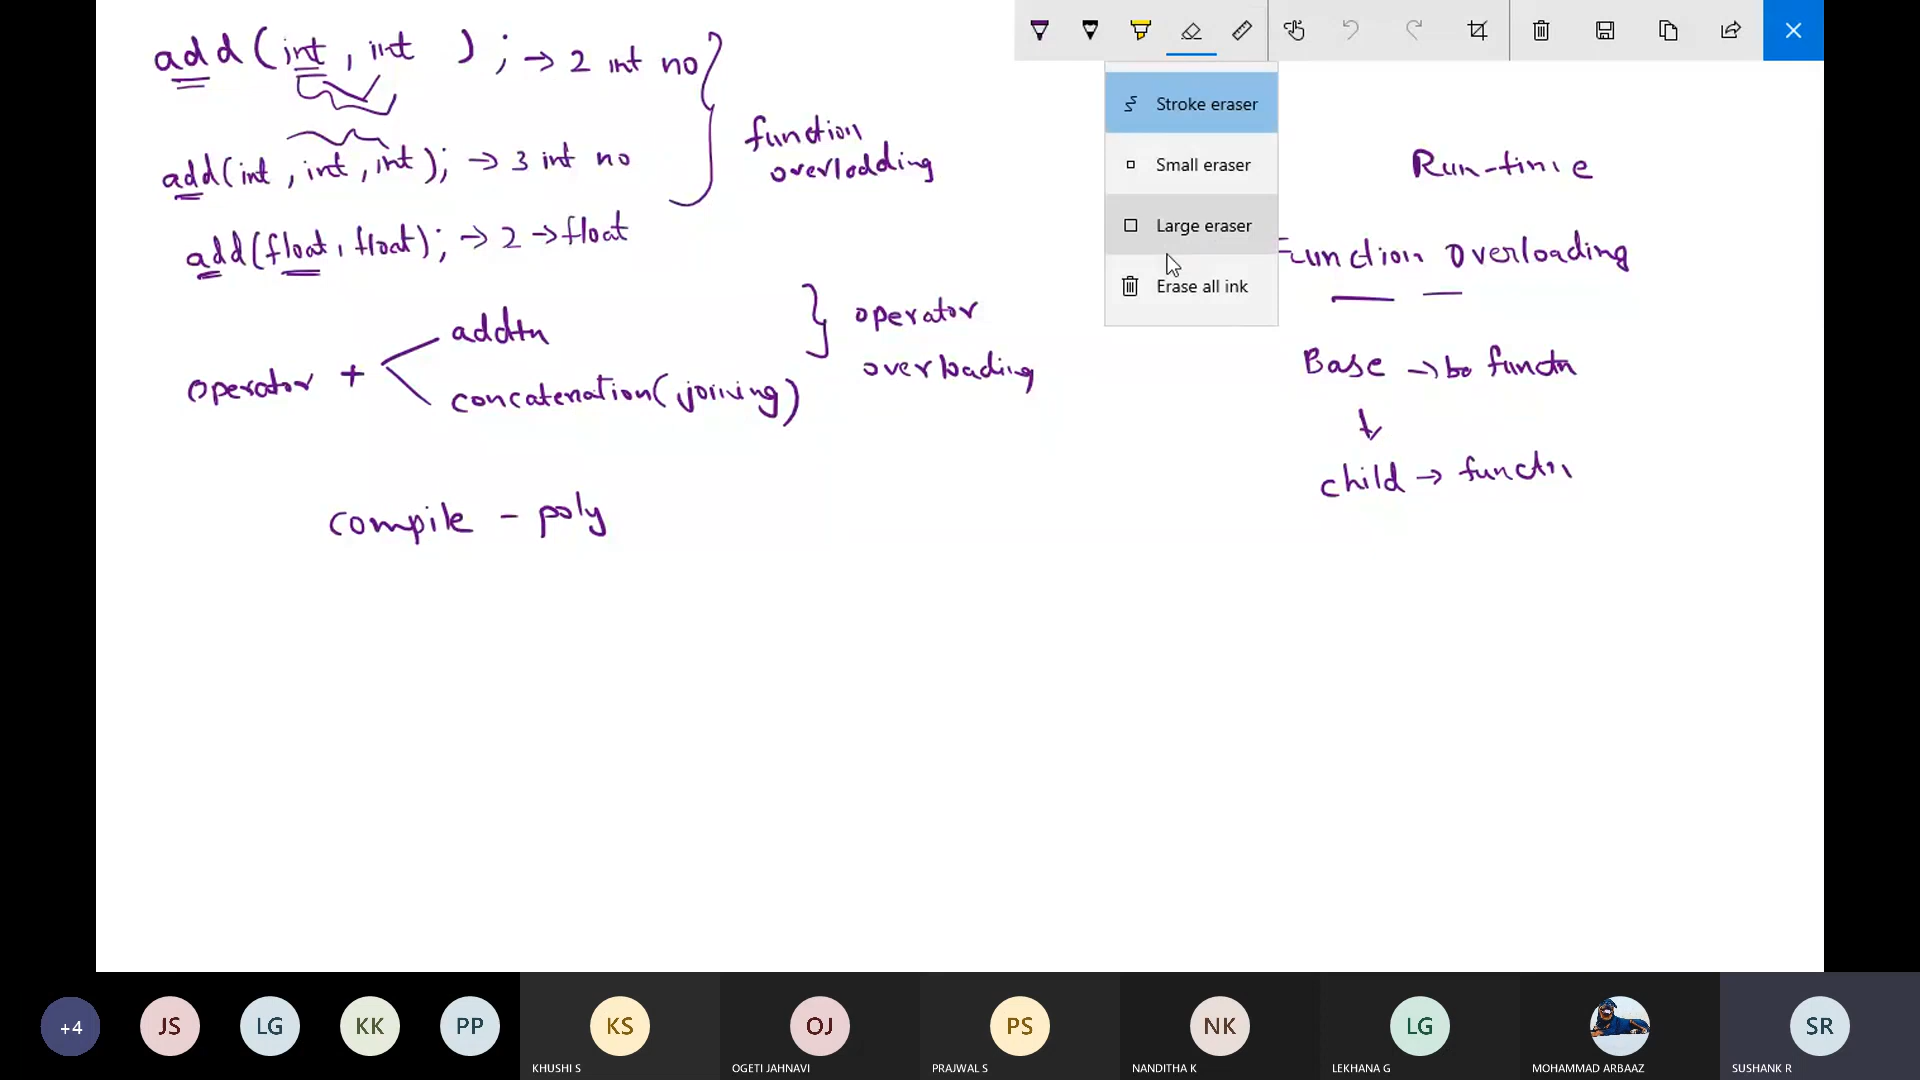 add(int, int ); → 2 int no
add(int, int, int); → 3 int no
function
overlodding
add(float, float); → 2 → float
operator + addtn
concatenation(joining)
operator
overloading
compile - poly
Stroke eraser
Small eraser
Large eraser
Erase all ink
Run-time
Function Overloading
Base → functn
child → functn
+4
JS
LG
KK
PP
KS
KHUSHI S
OJ
OGETI JAHNAVI
PS
PRAJWAL S
NK
NANDITHA K
LG
LEKHANA G
MOHAMMAD ARBAAZ
SR
SUSHANK R